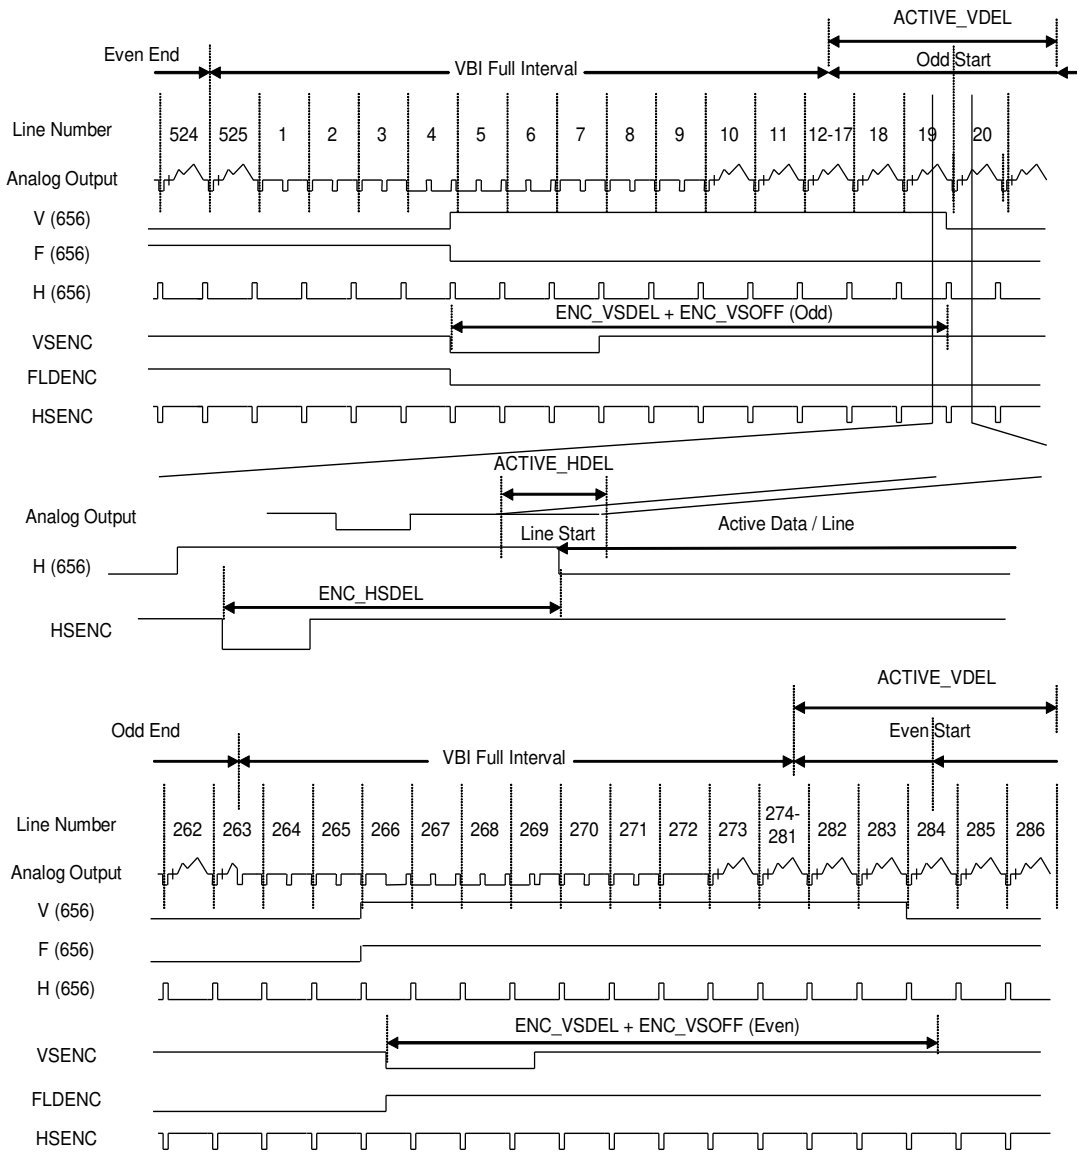 ACTIVE_VDEL
Even End
VBI Full Interval
Odd Start
Line Number 524 525 1 2 3 4 5 6 7 8 9 10 11 12-17 18 19 20
Analog Output
V (656)
F (656)
H (656)
ENC_VSDEL + ENC_VSOFF (Odd)
VSENC
FLDENC
HSENC
ACTIVE_HDEL
Analog Output
Line Start
Active Data / Line
H (656)
ENC_HSDEL
HSENC
ACTIVE_VDEL
Odd End
VBI Full Interval
Even Start
Line Number 262 263 264 265 266 267 268 269 270 271 272 273 274-281 282 283 284 285 286
Analog Output
V (656)
F (656)
H (656)
ENC_VSDEL + ENC_VSOFF (Even)
VSENC
FLDENC
HSENC